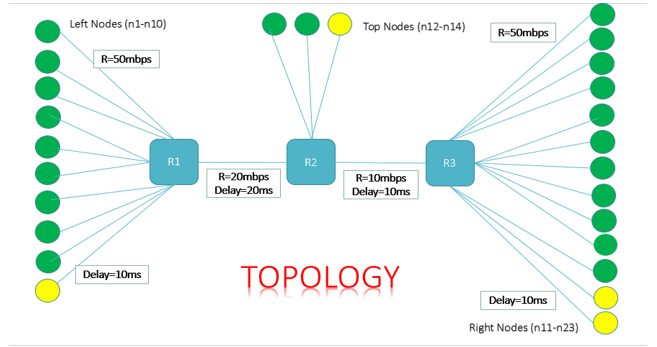 Left Nodes (n1-n10)
Top Nodes (n12-n14)
R=50mbps
R=50mbps
R1
R2
R3
R=20mbps
Delay=20ms
R=10mbps
Delay=10ms
Delay=10ms
TOPOLOGY
Delay=10ms
Right Nodes (n11-n23)